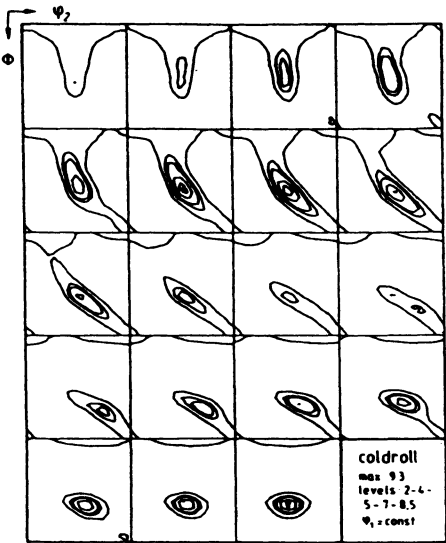 φ₂
Φ
coldroll
max 9.3
levels 2-4-
5-7-8.5
φ₁ = const